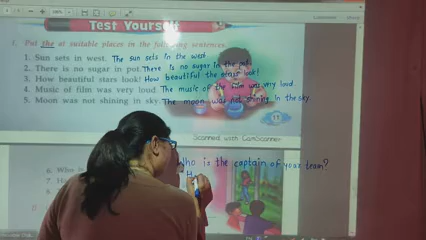 Test Yourself
1. Put the at suitable places in the following sentences.
1. Sun sets in west. The sun sets in the west
2. There is no sugar in pot. There is no sugar in the pot
3. How beautiful stars look! How beautiful the stars look!
4. Music of film was very loud. The music of the film was very loud
5. Moon was not shining in sky. The moon was not shining in the sky.
Scanned with CamScanner
6. Who is the captain of your team?
7.